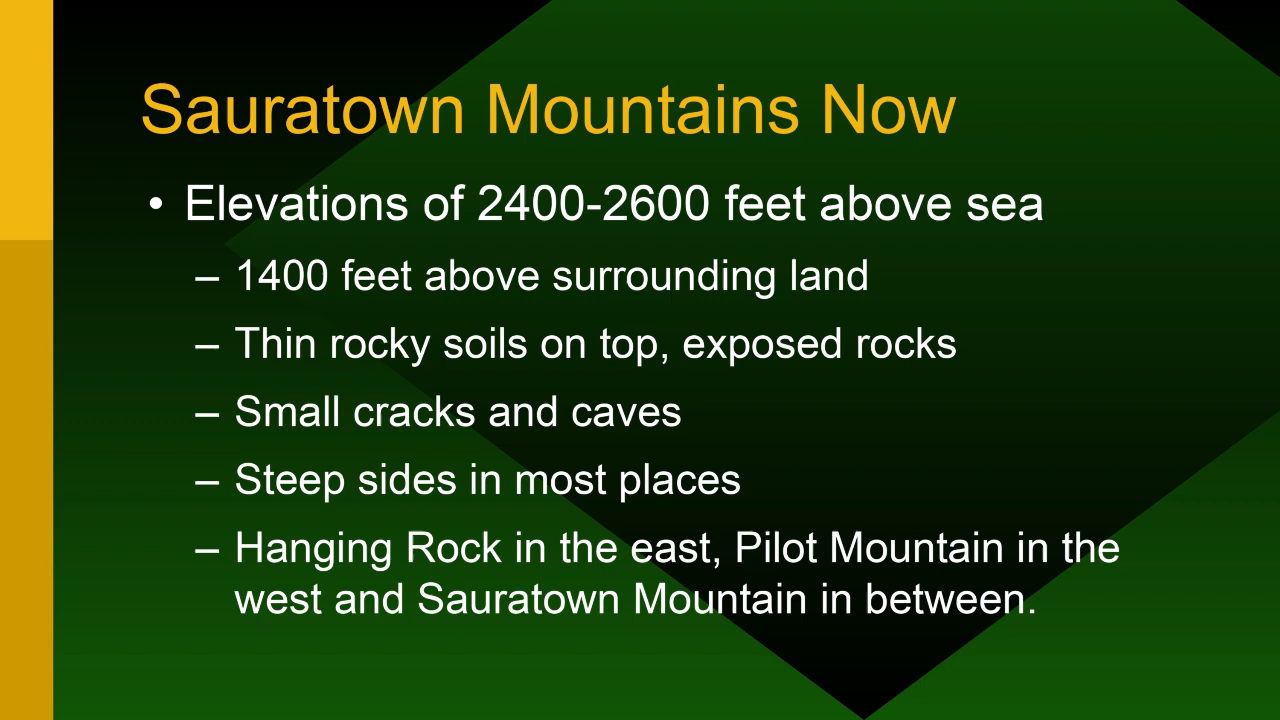 Sauratown Mountains Now
• Elevations of 2400-2600 feet above sea
– 1400 feet above surrounding land
– Thin rocky soils on top, exposed rocks
– Small cracks and caves
– Steep sides in most places
– Hanging Rock in the east, Pilot Mountain in the
west and Sauratown Mountain in between.